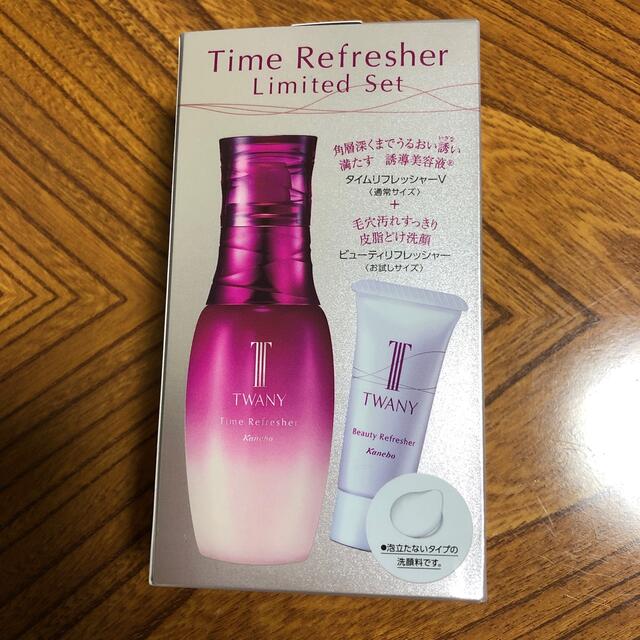 Time Refresher
Limited Set
角層深くまでうるおい誘い
いざな
満たす 誘導美容液®
タイムリフレッシャーV
〈通常サイズ〉
+
毛穴汚れすっきり
皮脂どけ洗顔
ビューティリフレッシャー
〈お試しサイズ〉
T
TWANY
Time Refresher
Kanebo
T
TWANY
Beauty Refresher
Kanebo
●泡立たないタイプの
洗顔料です。